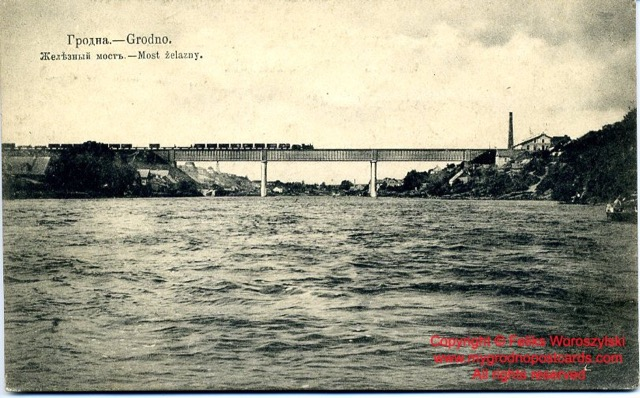 Гродна.—Grodno.
Желѣзный мостъ.—Most żelazny.
Copyright © Feliks Woroszylski
www.mygrodnopostcards.com
All rights reserved